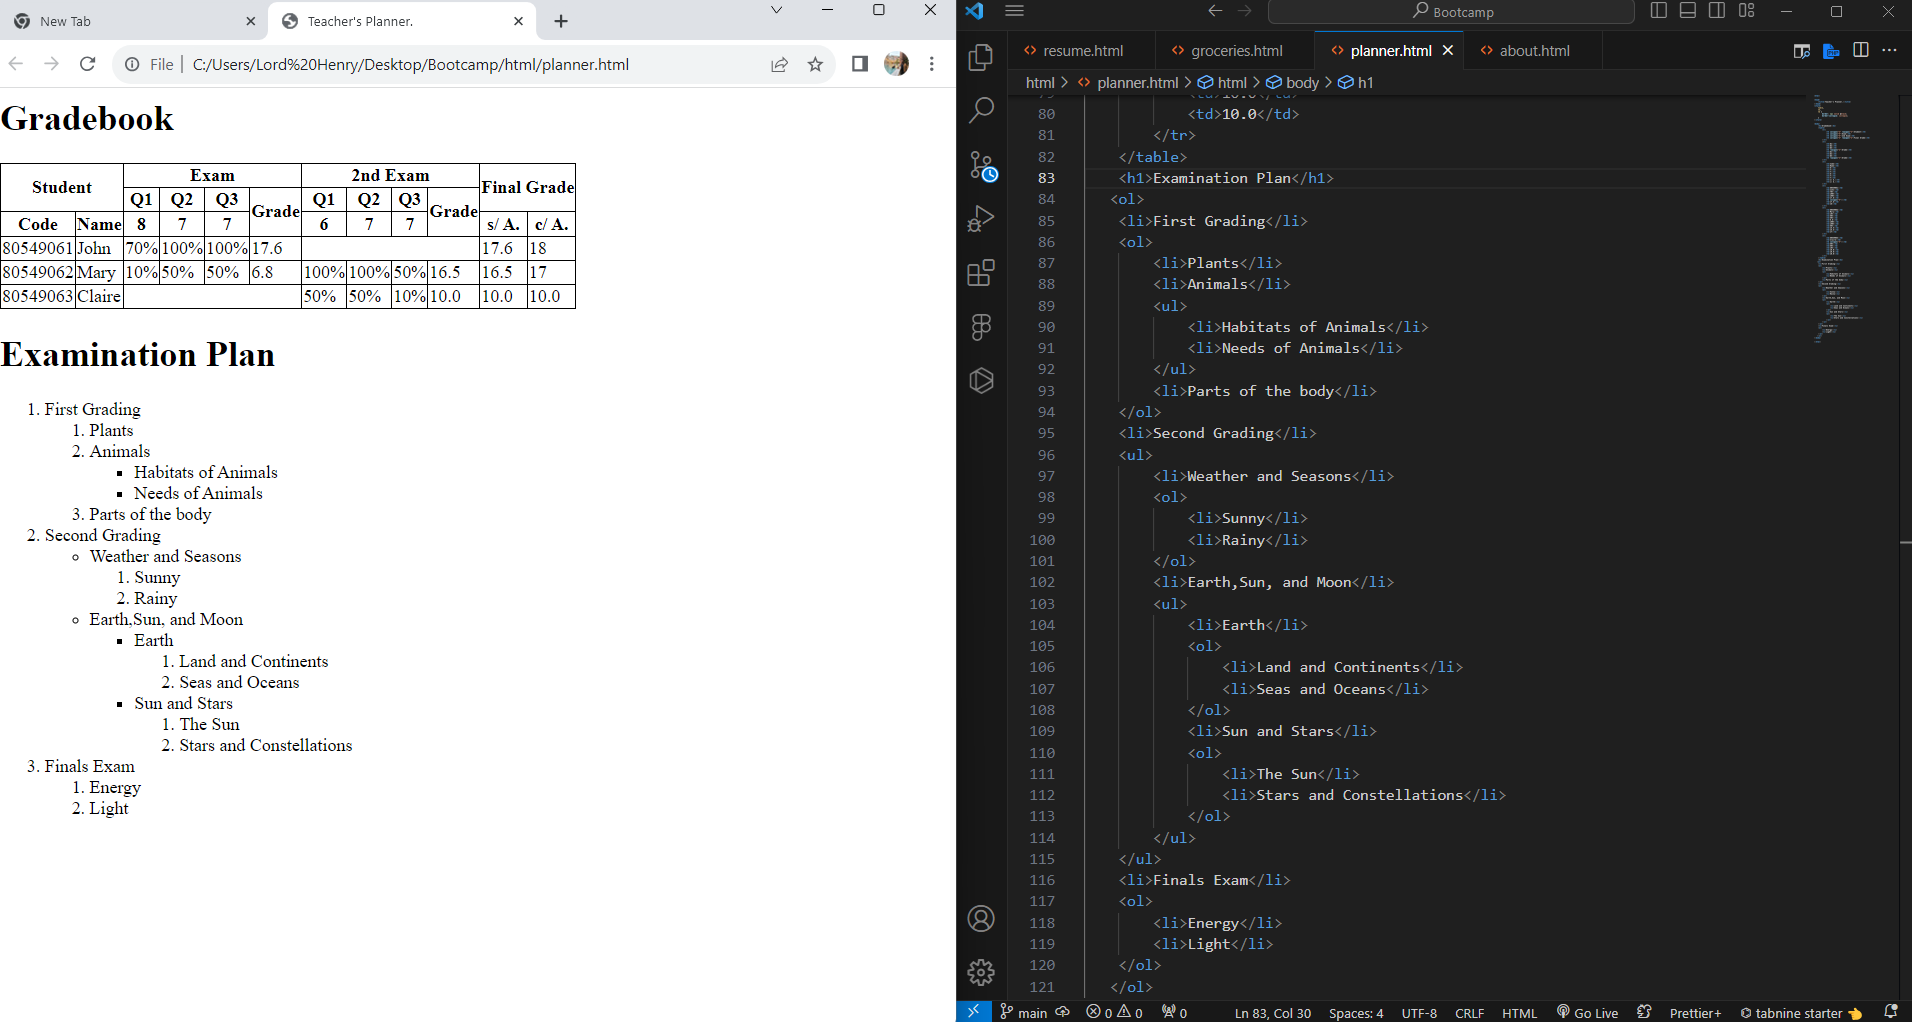 New Tab
Teacher's Planner.
File
C:/Users/Lord%20Henry/Desktop/Bootcamp/html/planner.html
Gradebook
Student Exam 2nd Exam Final Grade
Q1 Q2 Q3 Grade Q1 Q2 Q3 Grade
Code Name 8 7 7 6 7 7 s/ A. c/ A.
80549061 John 70% 100% 100% 17.6 17.6 18
80549062 Mary 10% 50% 50% 6.8 100% 100% 50% 16.5 16.5 17
80549063 Claire 50% 50% 10% 10.0 10.0 10.0
Examination Plan
1. First Grading
1. Plants
2. Animals
Habitats of Animals
Needs of Animals
3. Parts of the body
2. Second Grading
Weather and Seasons
1. Sunny
2. Rainy
Earth,Sun, and Moon
Earth
1. Land and Continents
2. Seas and Oceans
Sun and Stars
1. The Sun
2. Stars and Constellations
3. Finals Exam
1. Energy
2. Light
Bootcamp
resume.html groceries.html planner.html about.html
html > planner.html > html > body > h1
80 <td>10.0</td>
81 </tr>
82 </table>
83 <h1>Examination Plan</h1>
84 <ol>
85 <li>First Grading</li>
86 <ol>
87 <li>Plants</li>
88 <li>Animals</li>
89 <ul>
90 <li>Habitats of Animals</li>
91 <li>Needs of Animals</li>
92 </ul>
93 <li>Parts of the body</li>
94 </ol>
95 <li>Second Grading</li>
96 <ul>
97 <li>Weather and Seasons</li>
98 <ol>
99 <li>Sunny</li>
100 <li>Rainy</li>
101 </ol>
102 <li>Earth,Sun, and Moon</li>
103 <ul>
104 <li>Earth</li>
105 <ol>
106 <li>Land and Continents</li>
107 <li>Seas and Oceans</li>
108 </ol>
109 <li>Sun and Stars</li>
110 <ol>
111 <li>The Sun</li>
112 <li>Stars and Constellations</li>
113 </ol>
114 </ul>
115 </ul>
116 <li>Finals Exam</li>
117 <ol>
118 <li>Energy</li>
119 <li>Light</li>
120 </ol>
121 </ol>
main 0 0 0 Ln 83, Col 30 Spaces: 4 UTF-8 CRLF HTML Go Live Prettier+ tabnine starter